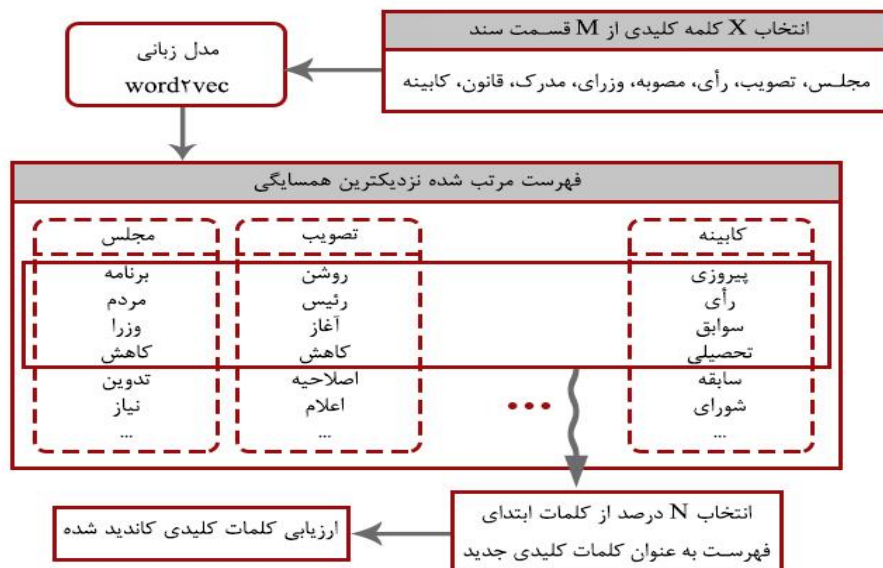 انتخاب X کلمه کلیدی از M قسمت سند
مجلس، تصویب، رأی، مصوبه، وزرای، مدرک، قانون، کابینه
مدل زبانی
word۲vec
فهرست مرتب شده نزدیکترین همسایگی
کابینه
پیروزی
رأی
سوابق
تحصیلی
سابقه
شورای
...
...
تصویب
روشن
رئیس
آغاز
کاهش
اصلاحیه
اعلام
...
مجلس
برنامه
مردم
وزرا
کاهش
تدوین
نیاز
...
انتخاب N درصد از کلمات ابتدای
فهرست به عنوان کلمات کلیدی جدید
ارزیابی کلمات کلیدی کاندید شده